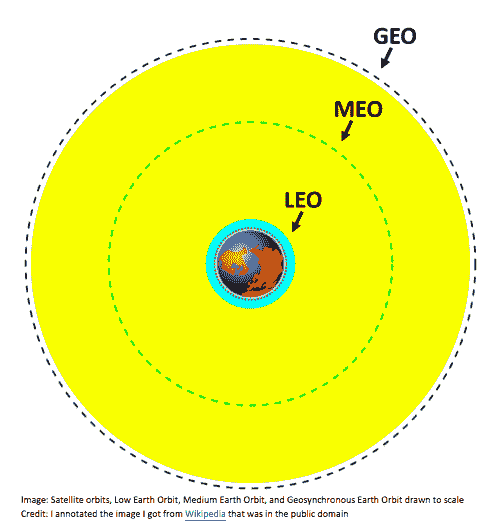 GEO
MEO
LEO
Image: Satellite orbits, Low Earth Orbit, Medium Earth Orbit, and Geosynchronous Earth Orbit drawn to scale
Credit: I annotated the image I got from Wikipedia that was in the public domain